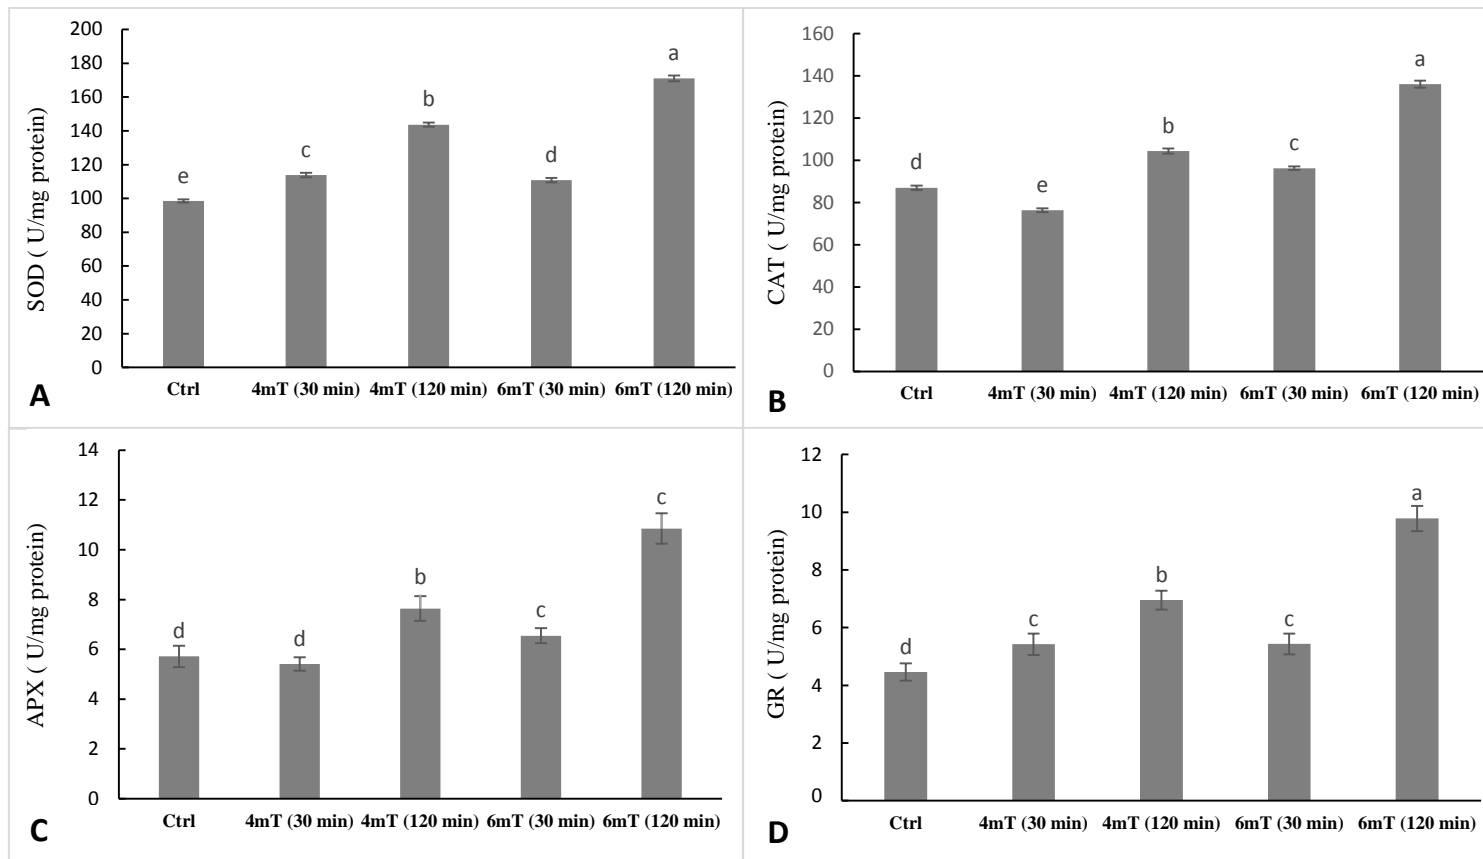 SOD ( U/mg protein)
200
180
160
140
120
100
80
60
40
20
0
e
c
b
d
a
Ctrl 4mT (30 min) 4mT (120 min) 6mT (30 min) 6mT (120 min)
A
CAT ( U/mg protein)
160
140
120
100
80
60
40
20
0
d
e
b
c
a
Ctrl 4mT (30 min) 4mT (120 min) 6mT (30 min) 6mT (120 min)
B
APX ( U/mg protein)
14
12
10
8
6
4
2
0
d
d
b
c
c
Ctrl 4mT (30 min) 4mT (120 min) 6mT (30 min) 6mT (120 min)
C
GR ( U/mg protein)
12
10
8
6
4
2
0
d
c
b
c
a
Ctrl 4mT (30 min) 4mT (120 min) 6mT (30 min) 6mT (120 min)
D